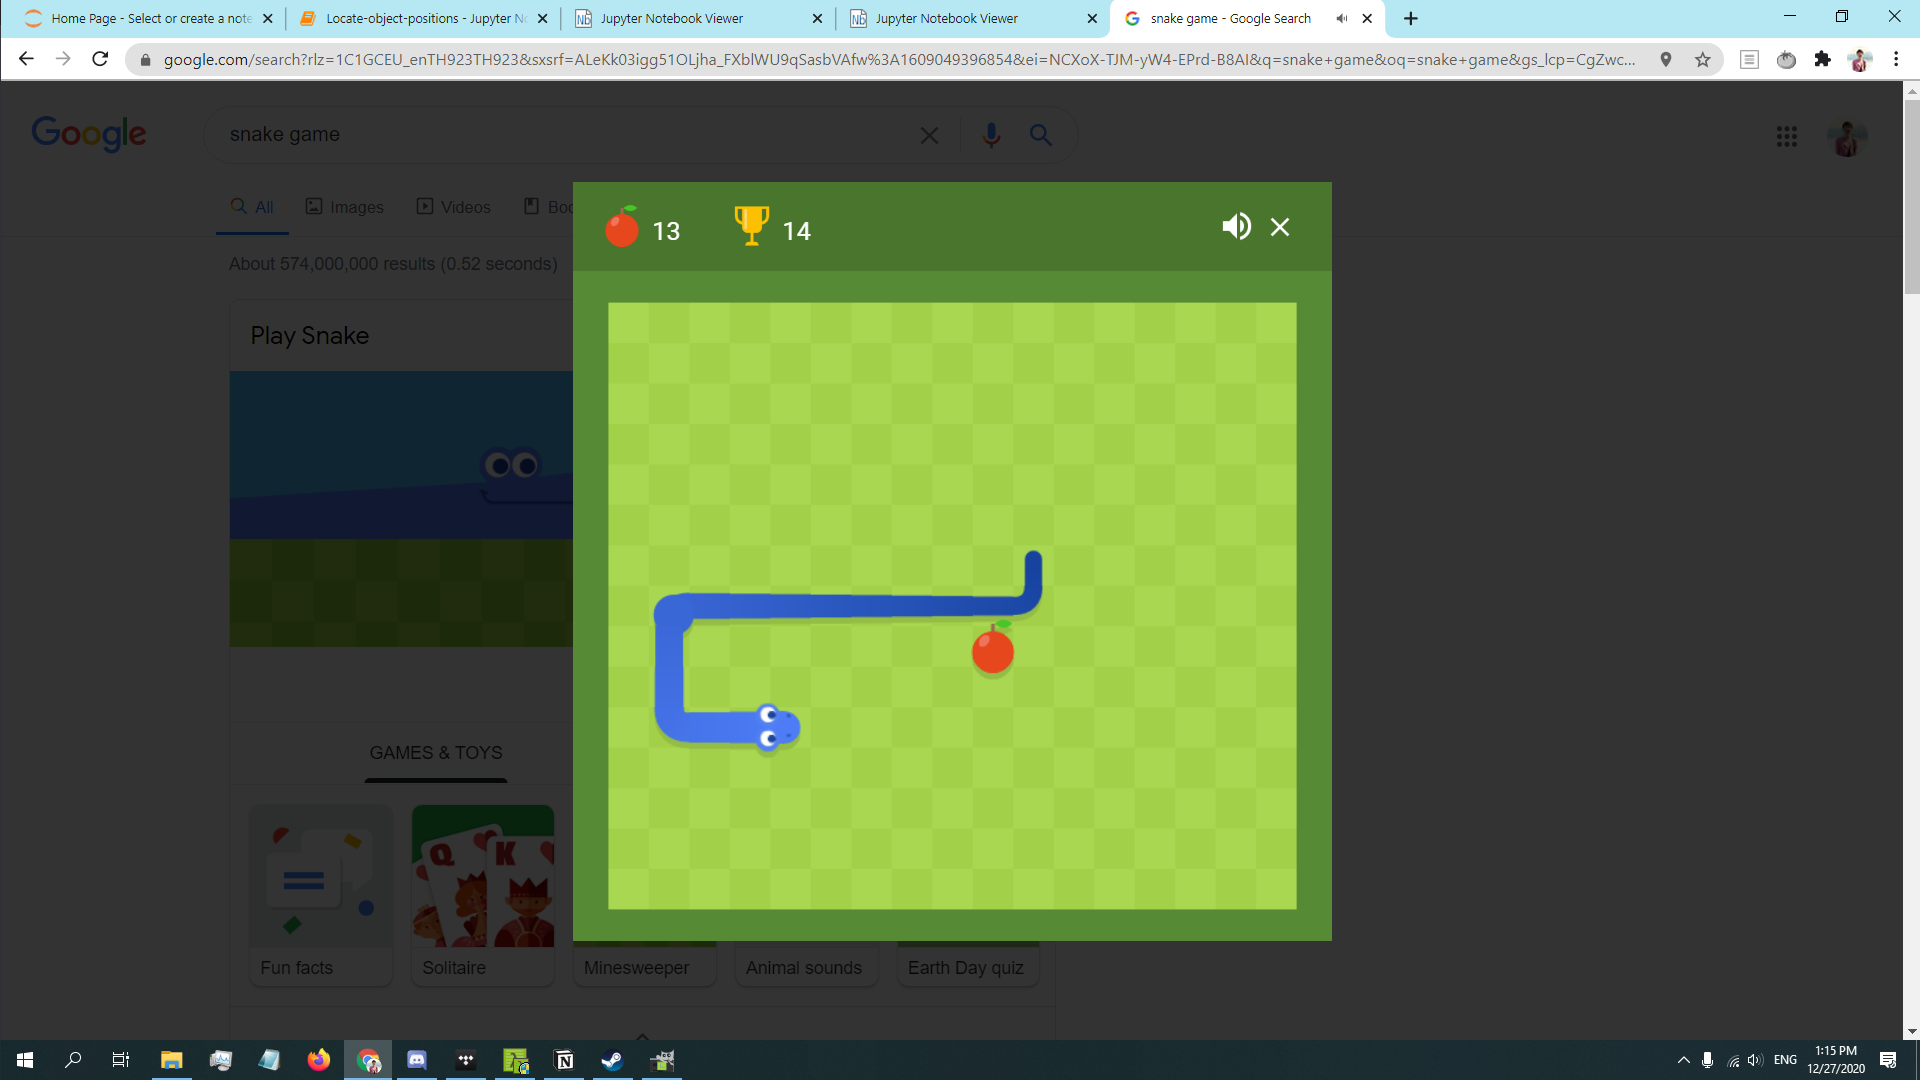 Home Page - Select or create a note
Locate-object-positions - Jupyter N
Jupyter Notebook Viewer
Jupyter Notebook Viewer
snake game - Google Search
google.com/search?rlz=1C1GCEU_enTH923TH923&sxsrf=ALeKk03igg51OLjha_FXblWU9qSasbVAfw%3A1609049396854&ei=NCXoX-TJM-yW4-EPrd-B8AI&q=snake+game&oq=snake+game&gs_lcp=CgZwc...
Google
snake game
All
Images
Videos
Boo
13
14
About 574,000,000 results (0.52 seconds)
Play Snake
GAMES & TOYS
Q
K
Fun facts
Solitaire
Minesweeper
Animal sounds
Earth Day quiz
ENG
1:15 PM
12/27/2020